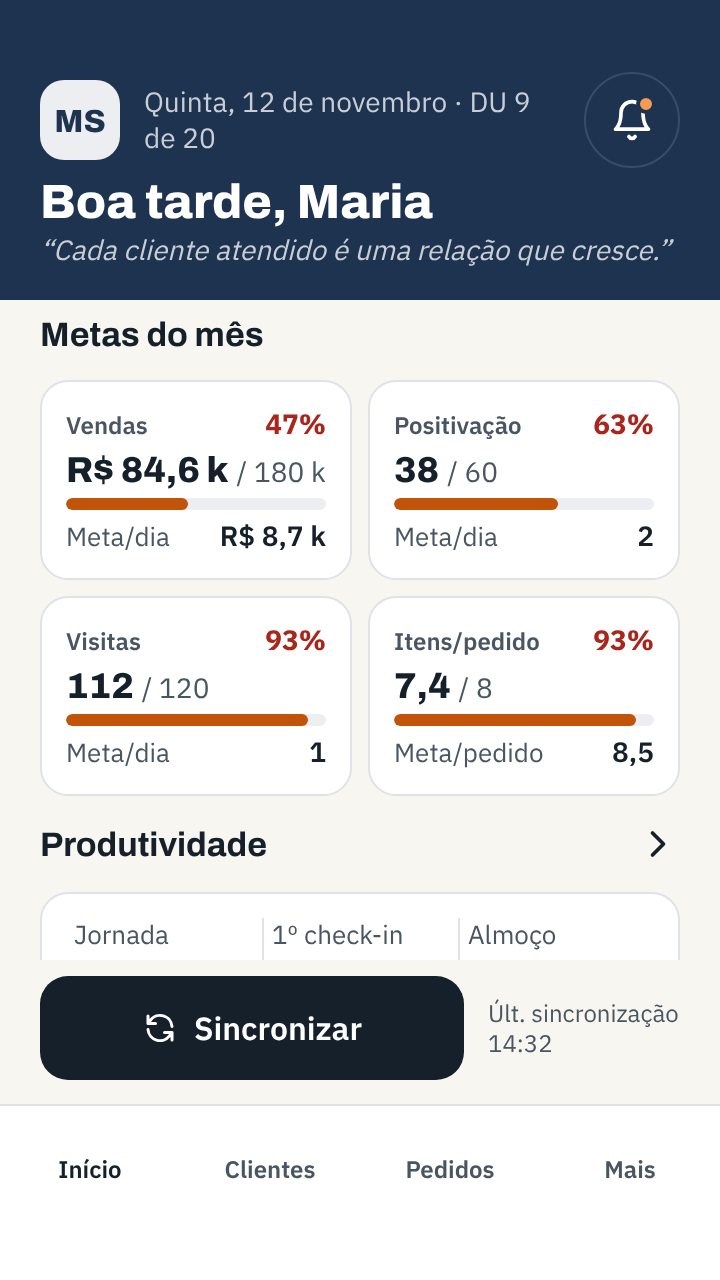 MS
Quinta, 12 de novembro · DU 9
de 20
Boa tarde, Maria
“Cada cliente atendido é uma relação que cresce.”
Metas do mês
Vendas 47%
R$ 84,6 k / 180 k
Meta/dia R$ 8,7 k
Positivação 63%
38 / 60
Meta/dia 2
Visitas 93%
112 / 120
Meta/dia 1
Itens/pedido 93%
7,4 / 8
Meta/pedido 8,5
Produtividade
Jornada 1º check-in Almoço
Sincronizar
Últ. sincronização
14:32
Início Clientes Pedidos Mais